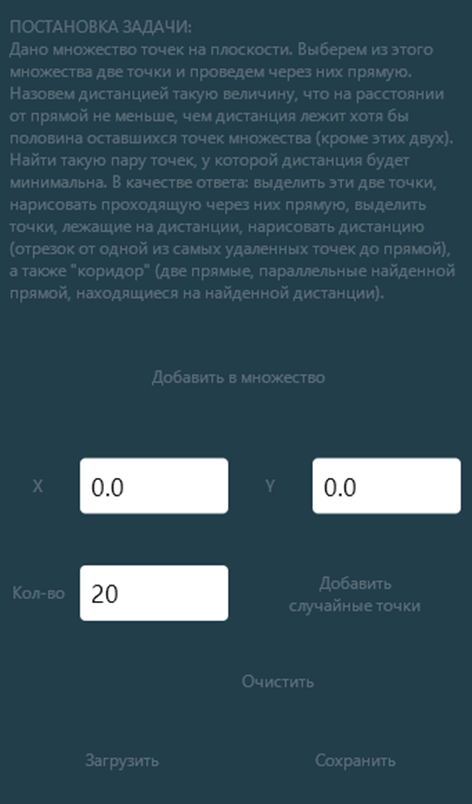 ПОСТАНОВКА ЗАДАЧИ:
Дано множество точек на плоскости. Выберем из этого
множества две точки и проведем через них прямую.
Назовем дистанцией такую величину, что на расстоянии
от прямой не меньше, чем дистанция лежит хотя бы
половина оставшихся точек множества (кроме этих двух).
Найти такую пару точек, у которой дистанция будет
минимальна. В качестве ответа: выделить эти две точки,
нарисовать проходящую через них прямую, выделить
точки, лежащие на дистанции, нарисовать дистанцию
(отрезок от одной из самых удаленных точек до прямой),
а также "коридор" (две прямые, параллельные найденной
прямой, находящиеся на найденной дистанции).
Добавить в множество
X 0.0 Y 0.0
Кол-во 20 Добавить
случайные точки
Очистить
Загрузить Сохранить